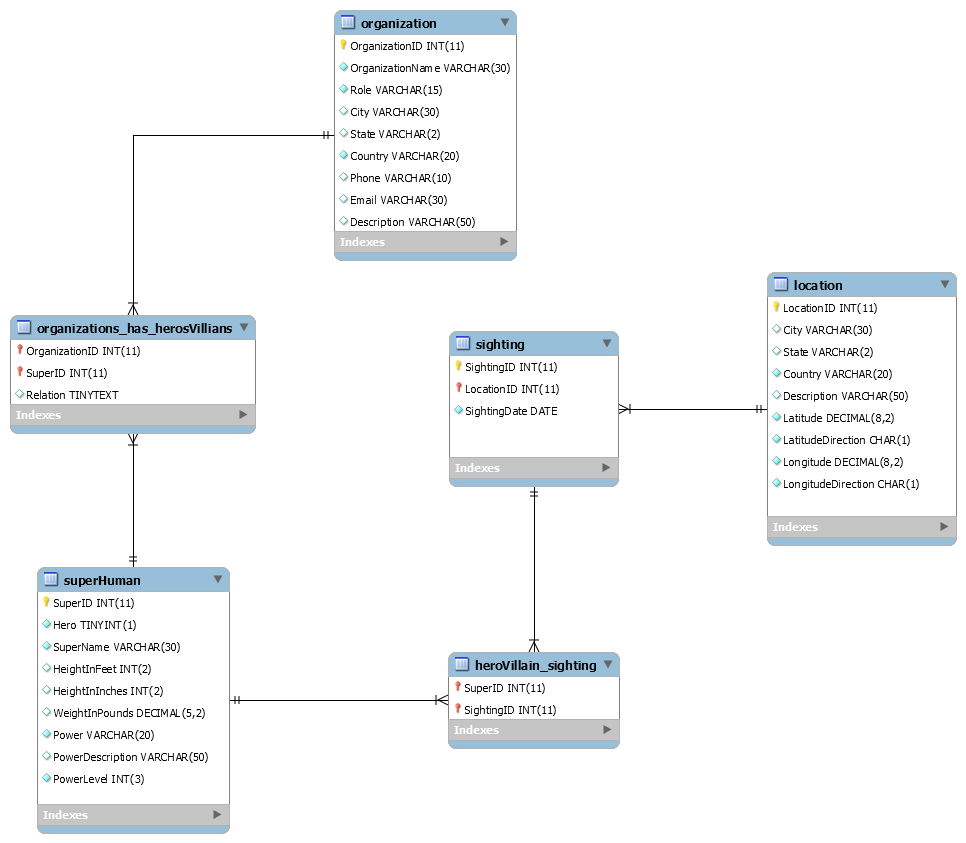 organization
OrganizationID INT(11)
OrganizationName VARCHAR(30)
Role VARCHAR(15)
City VARCHAR(30)
State VARCHAR(2)
Country VARCHAR(20)
Phone VARCHAR(10)
Email VARCHAR(30)
Description VARCHAR(50)
Indexes
organizations_has_herosVillians
OrganizationID INT(11)
SuperID INT(11)
Relation TINYTEXT
Indexes
sighting
SightingID INT(11)
LocationID INT(11)
SightingDate DATE
Indexes
location
LocationID INT(11)
City VARCHAR(30)
State VARCHAR(2)
Country VARCHAR(20)
Description VARCHAR(50)
Latitude DECIMAL(8,2)
LatitudeDirection CHAR(1)
Longitude DECIMAL(8,2)
LongitudeDirection CHAR(1)
Indexes
superHuman
SuperID INT(11)
Hero TINYINT(1)
SuperName VARCHAR(30)
HeightInFeet INT(2)
HeightInInches INT(2)
WeightInPounds DECIMAL(5,2)
Power VARCHAR(20)
PowerDescription VARCHAR(50)
PowerLevel INT(3)
Indexes
heroVillain_sighting
SuperID INT(11)
SightingID INT(11)
Indexes